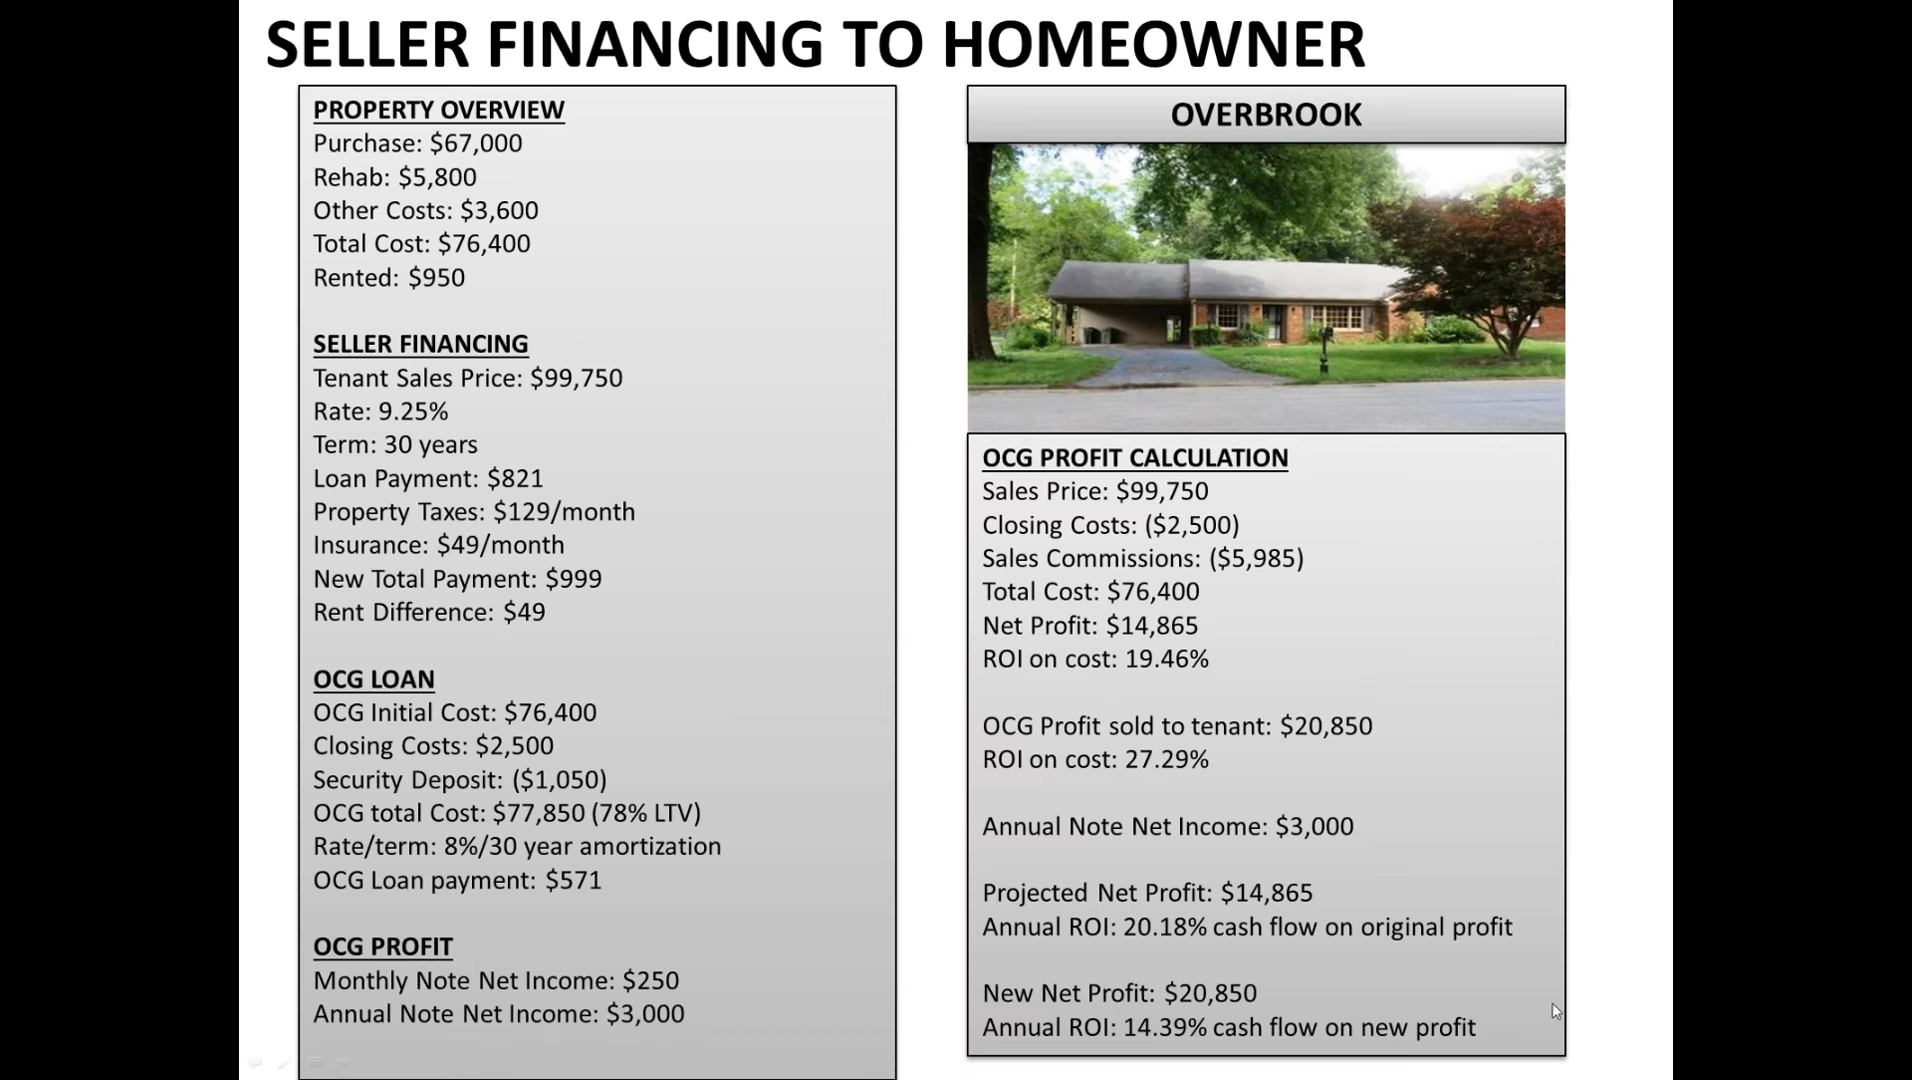 SELLER FINANCING TO HOMEOWNER
PROPERTY OVERVIEW
Purchase: $67,000
Rehab: $5,800
Other Costs: $3,600
Total Cost: $76,400
Rented: $950
SELLER FINANCING
Tenant Sales Price: $99,750
Rate: 9.25%
Term: 30 years
Loan Payment: $821
Property Taxes: $129/month
Insurance: $49/month
New Total Payment: $999
Rent Difference: $49
OCG LOAN
OCG Initial Cost: $76,400
Closing Costs: $2,500
Security Deposit: ($1,050)
OCG total Cost: $77,850 (78% LTV)
Rate/term: 8%/30 year amortization
OCG Loan payment: $571
OCG PROFIT
Monthly Note Net Income: $250
Annual Note Net Income: $3,000
OVERBROOK
OCG PROFIT CALCULATION
Sales Price: $99,750
Closing Costs: ($2,500)
Sales Commissions: ($5,985)
Total Cost: $76,400
Net Profit: $14,865
ROI on cost: 19.46%
OCG Profit sold to tenant: $20,850
ROI on cost: 27.29%
Annual Note Net Income: $3,000
Projected Net Profit: $14,865
Annual ROI: 20.18% cash flow on original profit
New Net Profit: $20,850
Annual ROI: 14.39% cash flow on new profit